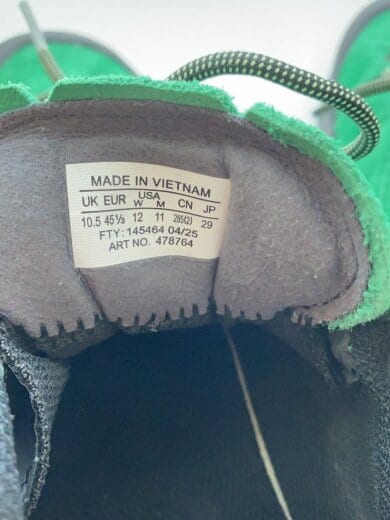 MADE IN VIETNAM
UK EUR USA W M CN JP
10.5 45⅓ 12 11 285(2) 29
FTY: 145464 04/25
ART NO. 478764